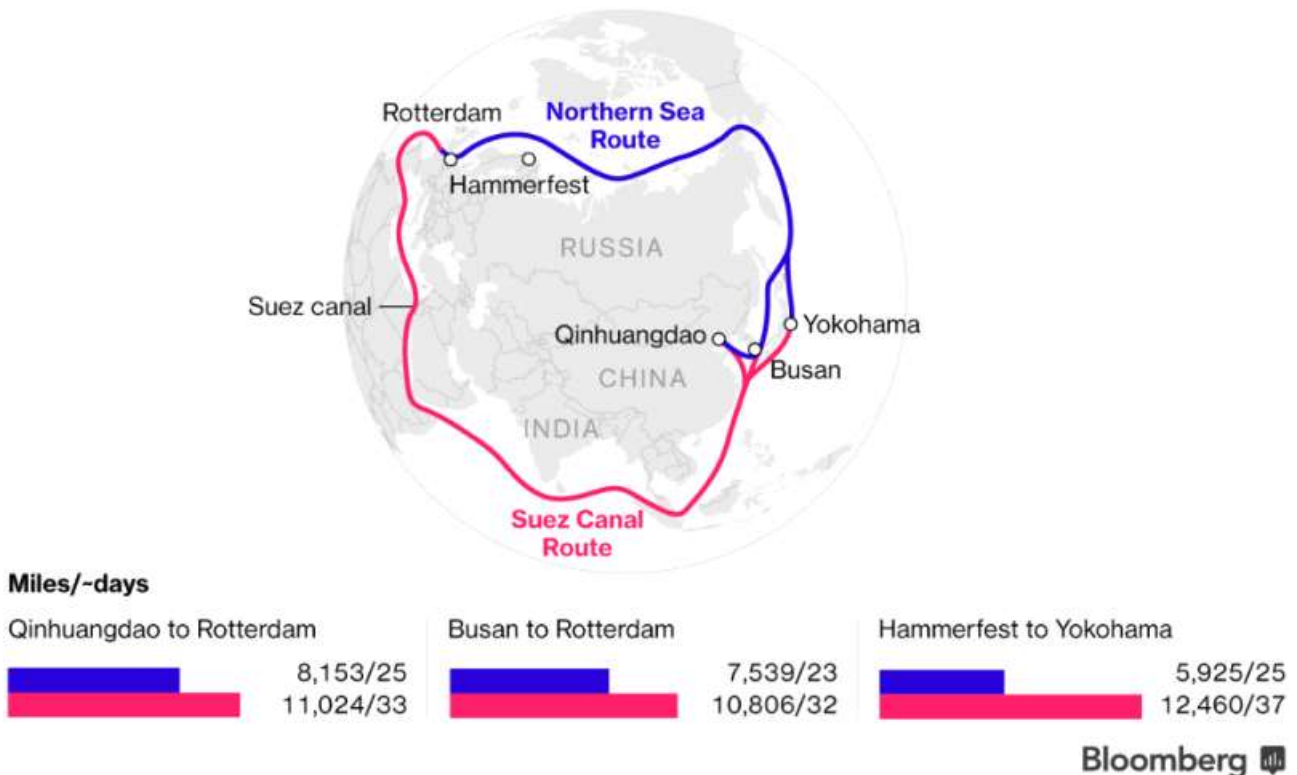 Rotterdam
Northern Sea
Route
Hammerfest
RUSSIA
Suez canal
Qinhuangdao
Yokohama
Busan
CHINA
INDIA
Suez Canal
Route
Miles/~days
Qinhuangdao to Rotterdam
8,153/25
11,024/33
Busan to Rotterdam
7,539/23
10,806/32
Hammerfest to Yokohama
5,925/25
12,460/37
Bloomberg